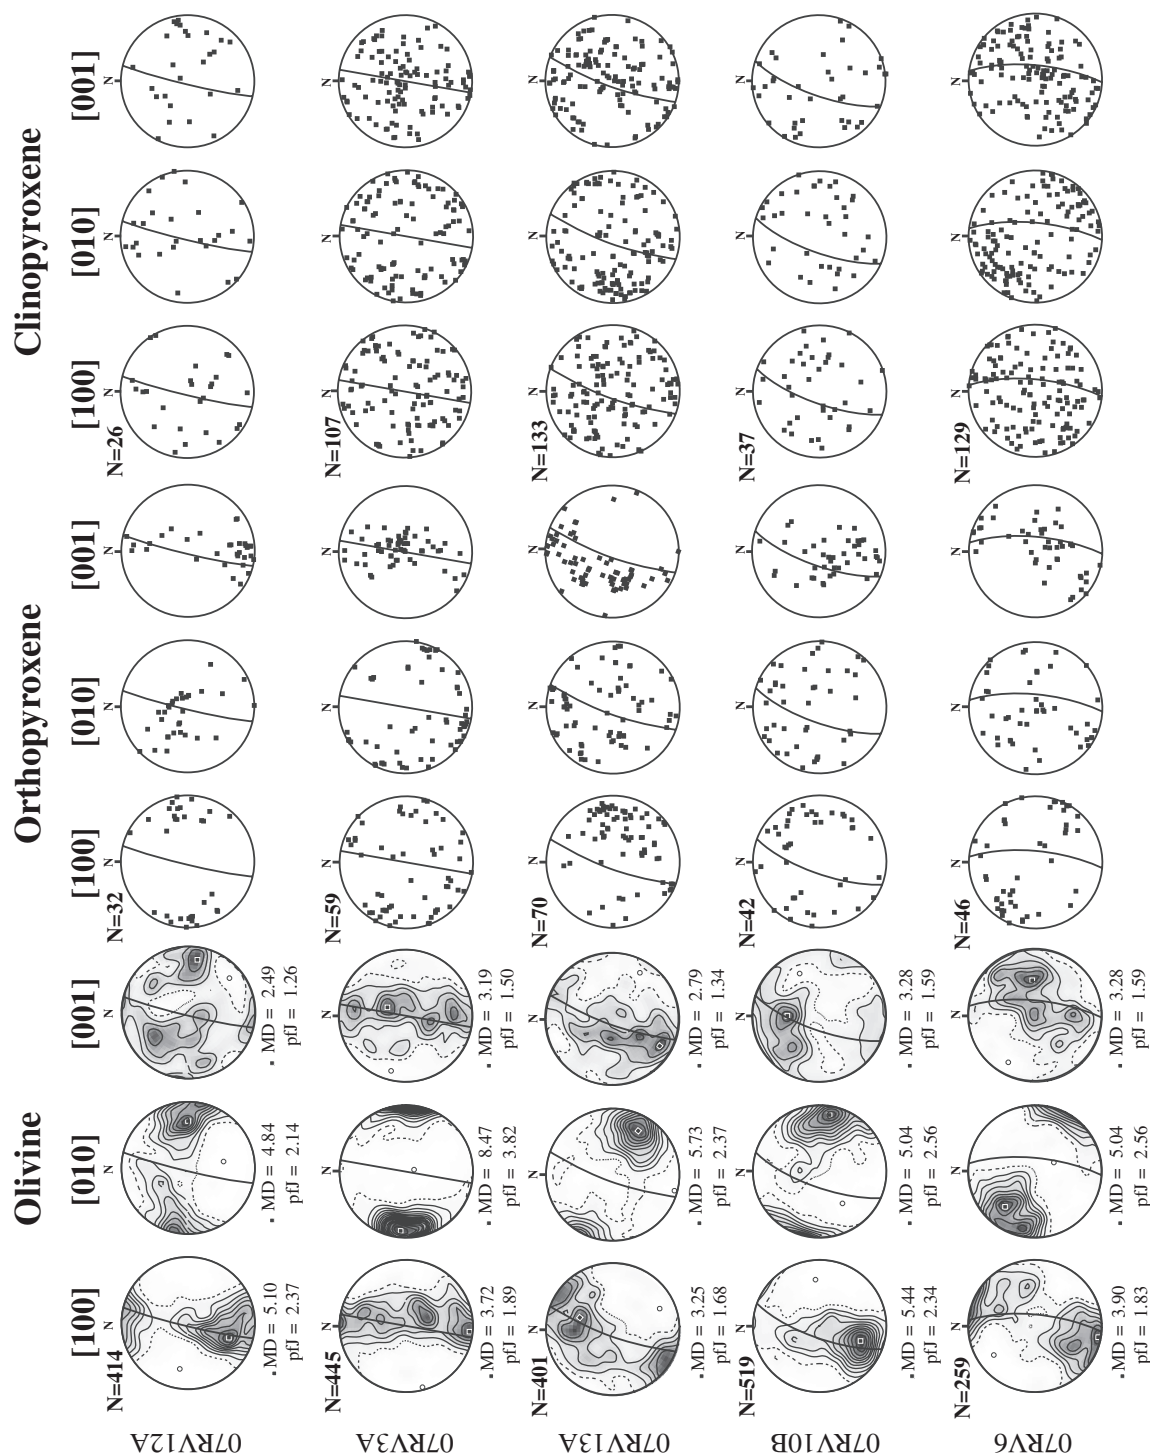 Olivine Orthopyroxene Clinopyroxene
[100] [010] [001] [100] [010] [001] [100] [010] [001]
07RV12A
N=414 N=32 N=26
N N N N N N N N N
MD = 5.10 MD = 4.84 MD = 2.49
pfJ = 2.37 pfJ = 2.14 pfJ = 1.26
07RV3A
N=445 N=59 N=107
N N N N N N N N N
MD = 3.72 MD = 8.47 MD = 3.19
pfJ = 1.89 pfJ = 3.82 pfJ = 1.50
07RV13A
N=401 N=70 N=133
N N N N N N N N N
MD = 3.25 MD = 5.73 MD = 2.79
pfJ = 1.68 pfJ = 2.37 pfJ = 1.34
07RV10B
N=519 N=42 N=37
N N N N N N N N N
MD = 5.44 MD = 5.04 MD = 3.28
pfJ = 2.34 pfJ = 2.56 pfJ = 1.59
07RV6
N=259 N=46 N=129
N N N N N N N N N
MD = 3.90 MD = 5.04 MD = 3.28
pfJ = 1.83 pfJ = 2.56 pfJ = 1.59